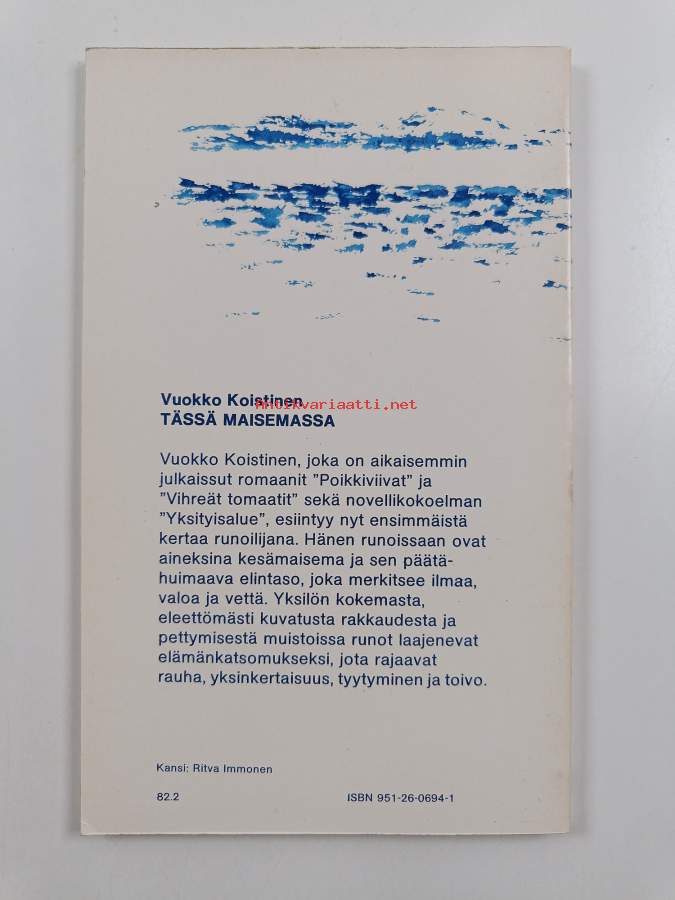 Vuokko Koistinen
Antikvariaatti.net
TÄSSÄ MAISEMASSA
Vuokko Koistinen, joka on aikaisemmin
julkaissut romaanit ”Poikkiviivat” ja
”Vihreät tomaatit” sekä novellikokoelman
”Yksityisalue”, esiintyy nyt ensimmäistä
kertaa runoilijana. Hänen runoissaan ovat
aineksina kesämaisema ja sen päätä-
huimaava elintaso, joka merkitsee ilmaa,
valoa ja vettä. Yksilön kokemasta,
eleettömästi kuvatusta rakkaudesta ja
pettymisestä muistoissa runot laajenevat
elämänkatsomukseksi, jota rajaavat
rauha, yksinkertaisuus, tyytyminen ja toivo.
Kansi: Ritva Immonen
82.2 ISBN 951-26-0694-1